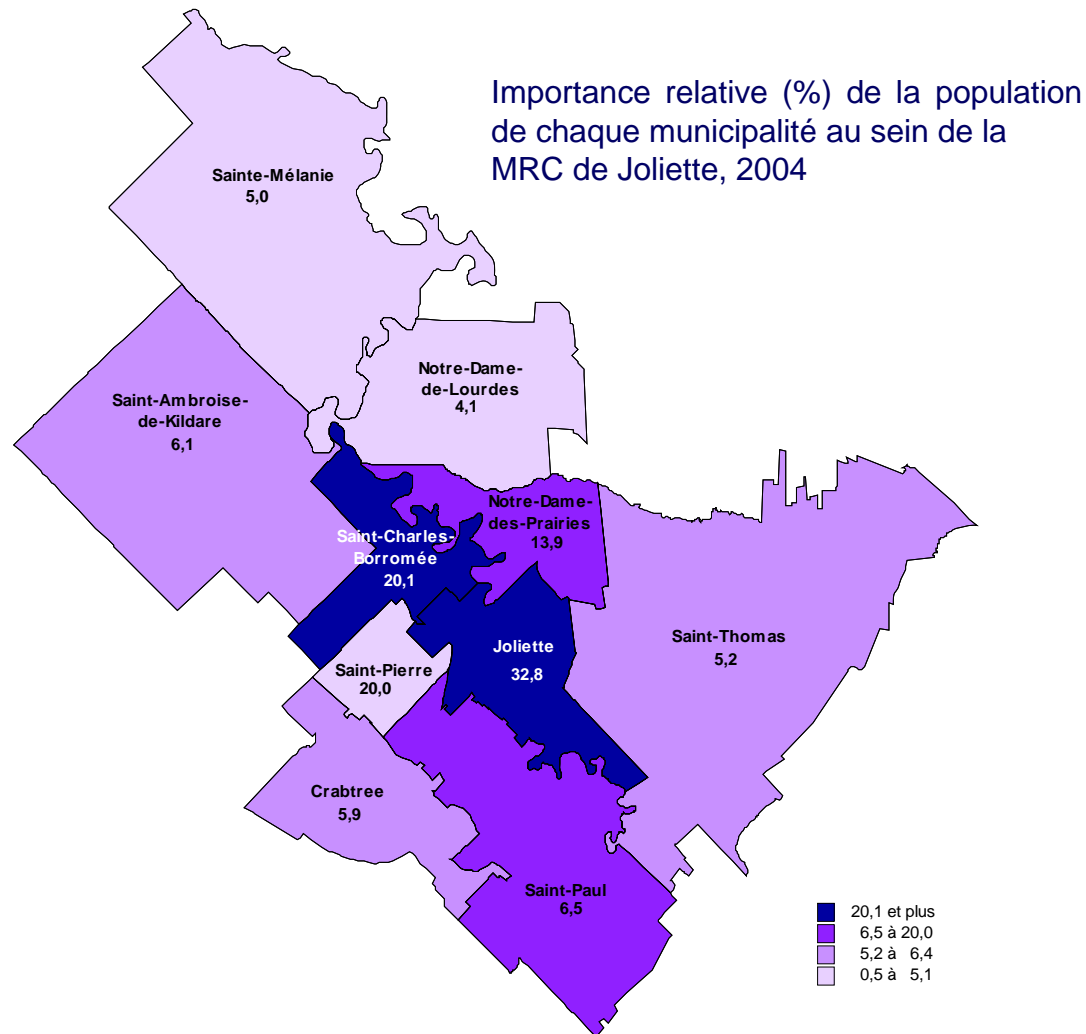 Importance relative (%) de la population
de chaque municipalité au sein de la
MRC de Joliette, 2004
Sainte-Mélanie
5,0
Notre-Dame-
de-Lourdes
4,1
Saint-Ambroise-
de-Kildare
6,1
Notre-Dame-
des-Prairies
13,9
Saint-Charles-
Borromée
20,1
Saint-Thomas
5,2
Joliette
32,8
Saint-Pierre
20,0
Crabtree
5,9
Saint-Paul
6,5
20,1 et plus
6,5 à 20,0
5,2 à 6,4
0,5 à 5,1